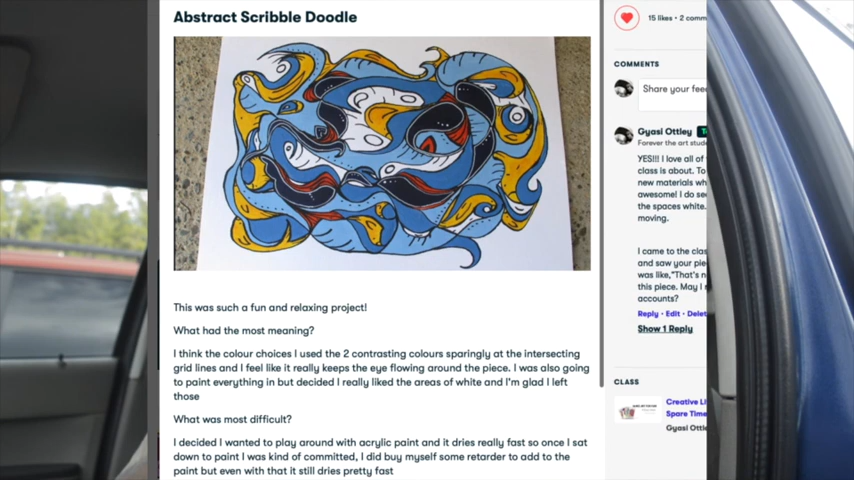 Abstract Scribble Doodle
This was such a fun and relaxing project!
What had the most meaning?
I think the colour choices I used the 2 contrasting colours sparingly at the intersecting
grid lines and I feel like it really keeps the eye flowing around the piece. I was also going
to paint everything in but decided I really liked the areas of white and I'm glad I left
those
What was most difficult?
I decided I wanted to play around with acrylic paint and it dries really fast so once I sat
down to paint I was kind of committed, I did buy myself some retarder to add to the
paint but even with that it still dries pretty fast
15 likes • 2 comm
COMMENTS
Share your fee
Gyasi Ottley
Forever the art stud
YES!!! I love all of
class is about. To
new materials wh
awesome! I do se
the spaces white.
moving.
I came to the clas
and saw your pie
was like,"That's n
this piece. May I
accounts?
Reply • Edit • Delet
Show 1 Reply
CLASS
Creative Li
Spare Time
Gyasi Ottle